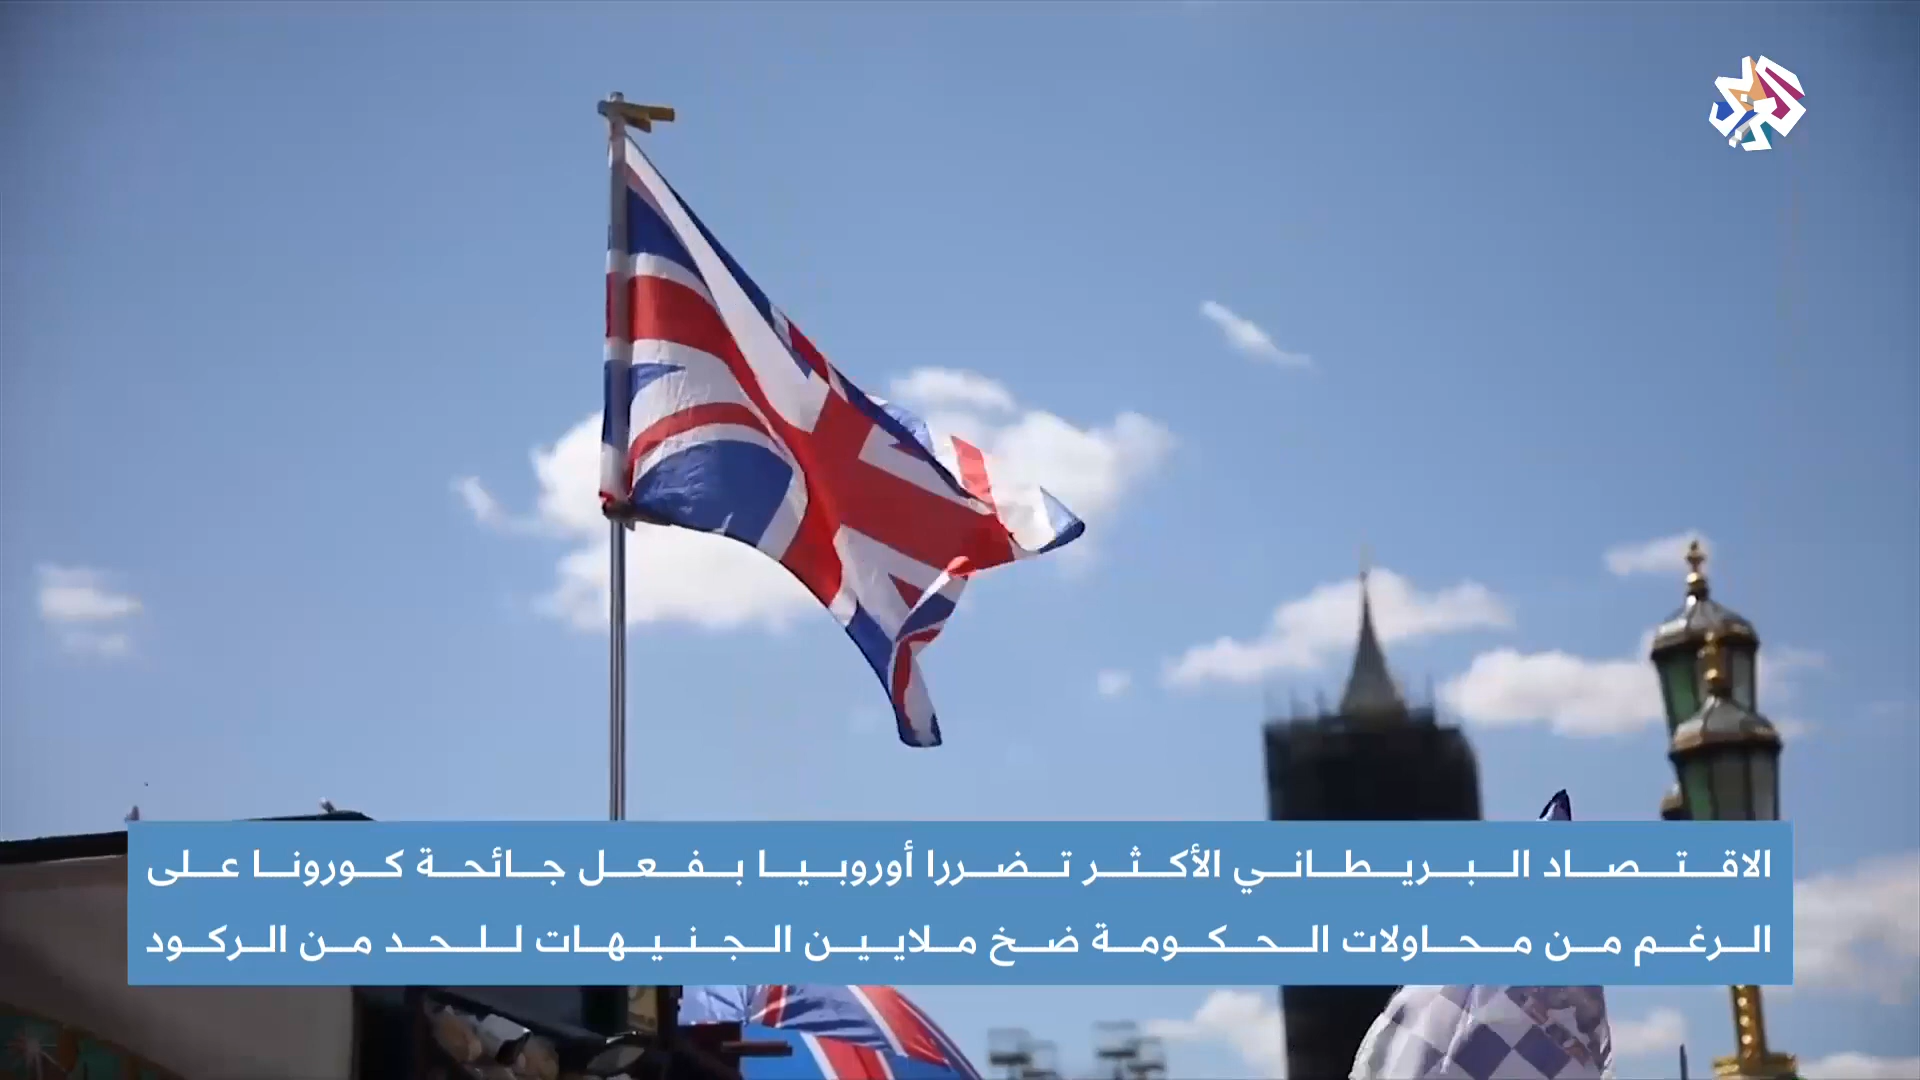 الاقتصاد البريطاني الأكثر تضررا أوروبيا بفعل جائحة كورونا على
الرغم من محاولات الحكومة ضخ ملايين الجنيهات للحد من الركود